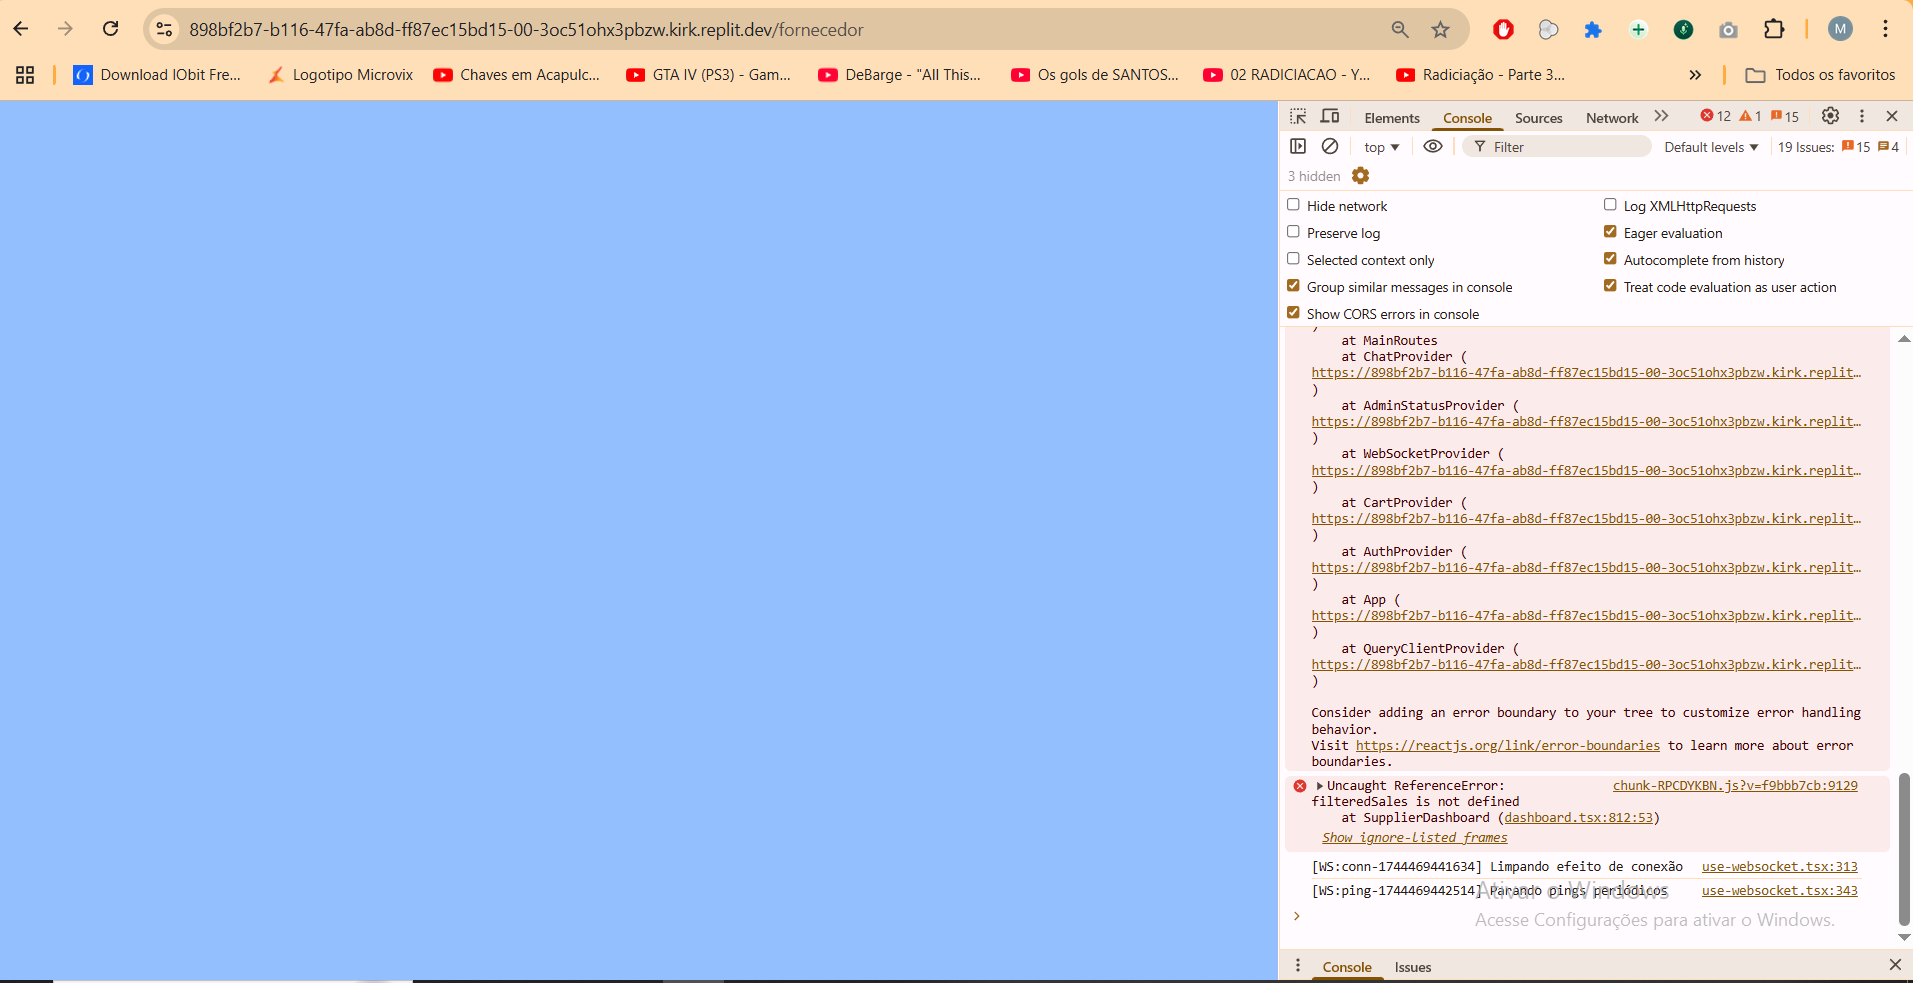 898bf2b7-b116-47fa-ab8d-ff87ec15bd15-00-3oc51ohx3pbzw.kirk.replit.dev/fornecedor
M
Download IObit Fre...
Logotipo Microvix
Chaves em Acapulc...
GTA IV (PS3) - Gam...
DeBarge - "All This...
Os gols de SANTOS...
02 RADICIACAO - Y...
Radiciação - Parte 3...
»
Todos os favoritos
Elements
Console
Sources
Network
12
1
15
top
Filter
Default levels
19 Issues:
15
4
3 hidden
Hide network
Log XMLHttpRequests
Preserve log
Eager evaluation
Selected context only
Autocomplete from history
Group similar messages in console
Treat code evaluation as user action
Show CORS errors in console
)
at MainRoutes
at ChatProvider (
https://898bf2b7-b116-47fa-ab8d-ff87ec15bd15-00-3oc51ohx3pbzw.kirk.replit…
)
at AdminStatusProvider (
https://898bf2b7-b116-47fa-ab8d-ff87ec15bd15-00-3oc51ohx3pbzw.kirk.replit…
)
at WebSocketProvider (
https://898bf2b7-b116-47fa-ab8d-ff87ec15bd15-00-3oc51ohx3pbzw.kirk.replit…
)
at CartProvider (
https://898bf2b7-b116-47fa-ab8d-ff87ec15bd15-00-3oc51ohx3pbzw.kirk.replit…
)
at AuthProvider (
https://898bf2b7-b116-47fa-ab8d-ff87ec15bd15-00-3oc51ohx3pbzw.kirk.replit…
)
at App (
https://898bf2b7-b116-47fa-ab8d-ff87ec15bd15-00-3oc51ohx3pbzw.kirk.replit…
)
at QueryClientProvider (
https://898bf2b7-b116-47fa-ab8d-ff87ec15bd15-00-3oc51ohx3pbzw.kirk.replit…
)
Consider adding an error boundary to your tree to customize error handling
behavior.
Visit https://reactjs.org/link/error-boundaries to learn more about error
boundaries.
Uncaught ReferenceError: chunk-RPCDYKBN.js?v=f9bbb7cb:9129
filteredSales is not defined
at SupplierDashboard (dashboard.tsx:812:53)
Show ignore-listed frames
[WS:conn-1744469441634] Limpando efeito de conexão use-websocket.tsx:313
[WS:ping-1744469442514] Parando pings periódicos use-websocket.tsx:343
Ativar o Windows
Acesse Configurações para ativar o Windows.
Console
Issues